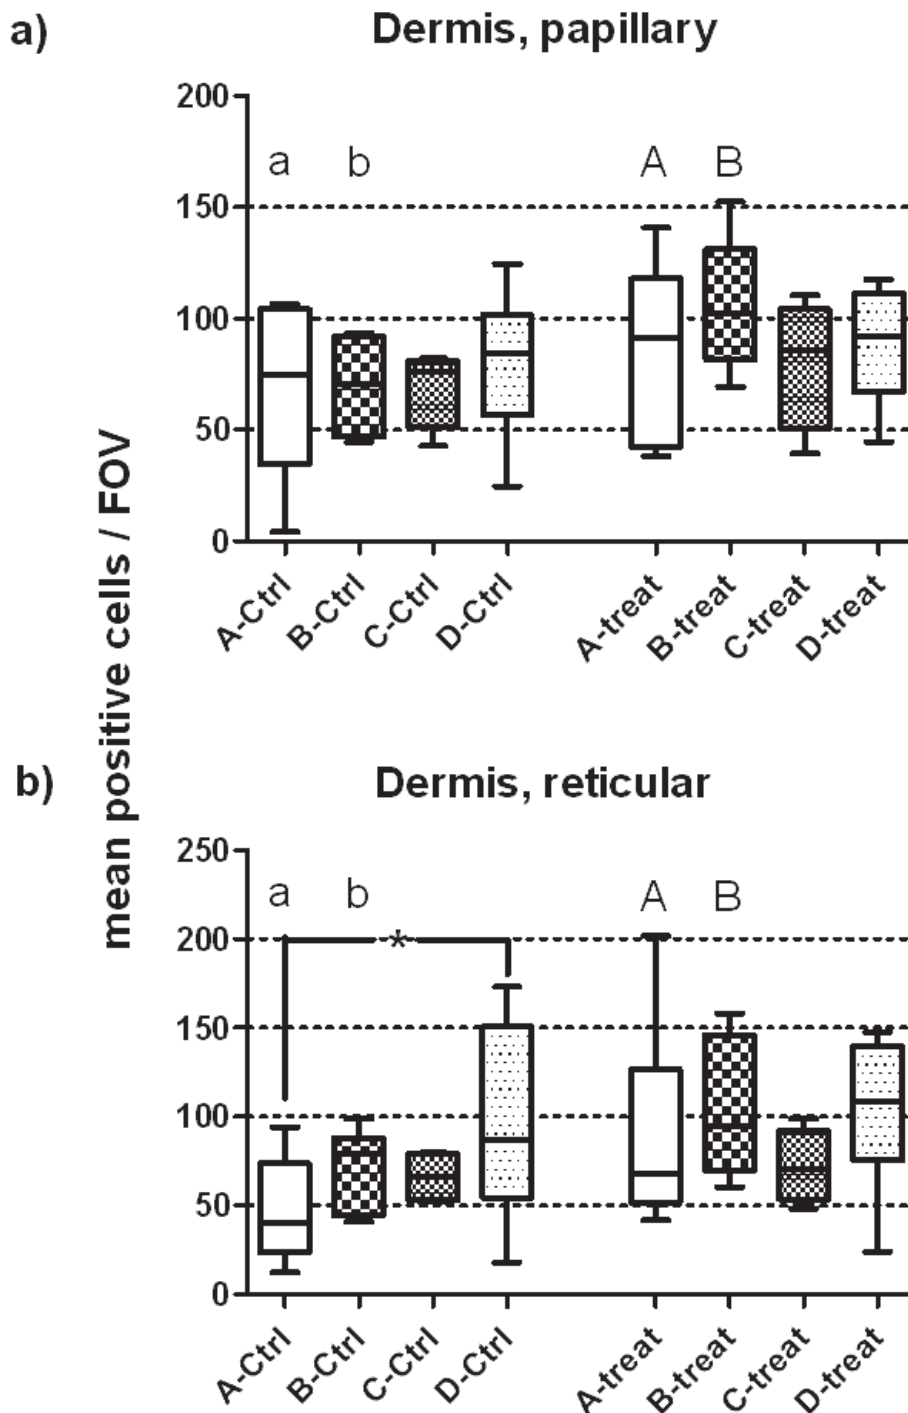 a)
Dermis, papillary
mean positive cells / FOV
200
150
100
50
0
a b A B
A-Ctrl B-Ctrl C-Ctrl D-Ctrl A-treat B-treat C-treat D-treat
b)
Dermis, reticular
250
200
150
100
50
0
a b A B
*
A-Ctrl B-Ctrl C-Ctrl D-Ctrl A-treat B-treat C-treat D-treat